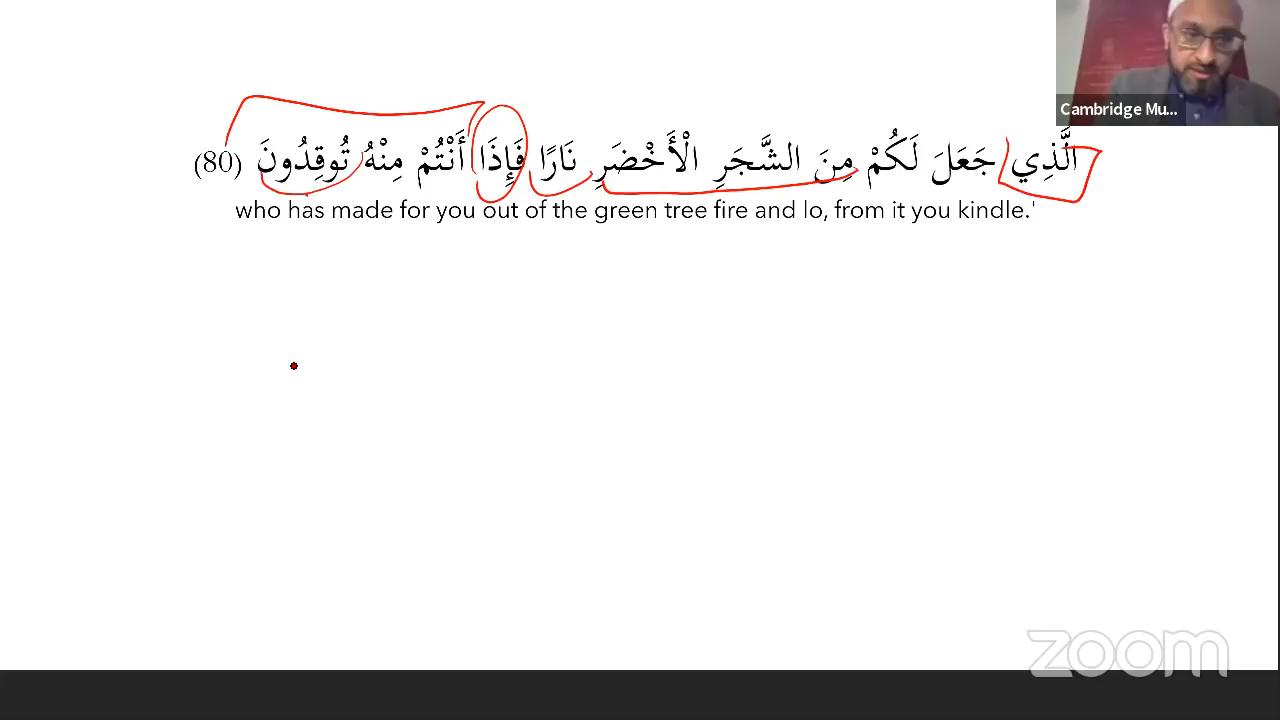 Cambridge Mu...
الَّذِي جَعَلَ لَكُمْ مِنَ الشَّجَرِ الْأَخْضَرِ نَارًا فَإِذَا أَنْتُمْ مِنْهُ تُوقِدُونَ (80)
who has made for you out of the green tree fire and lo, from it you kindle.'
zoom